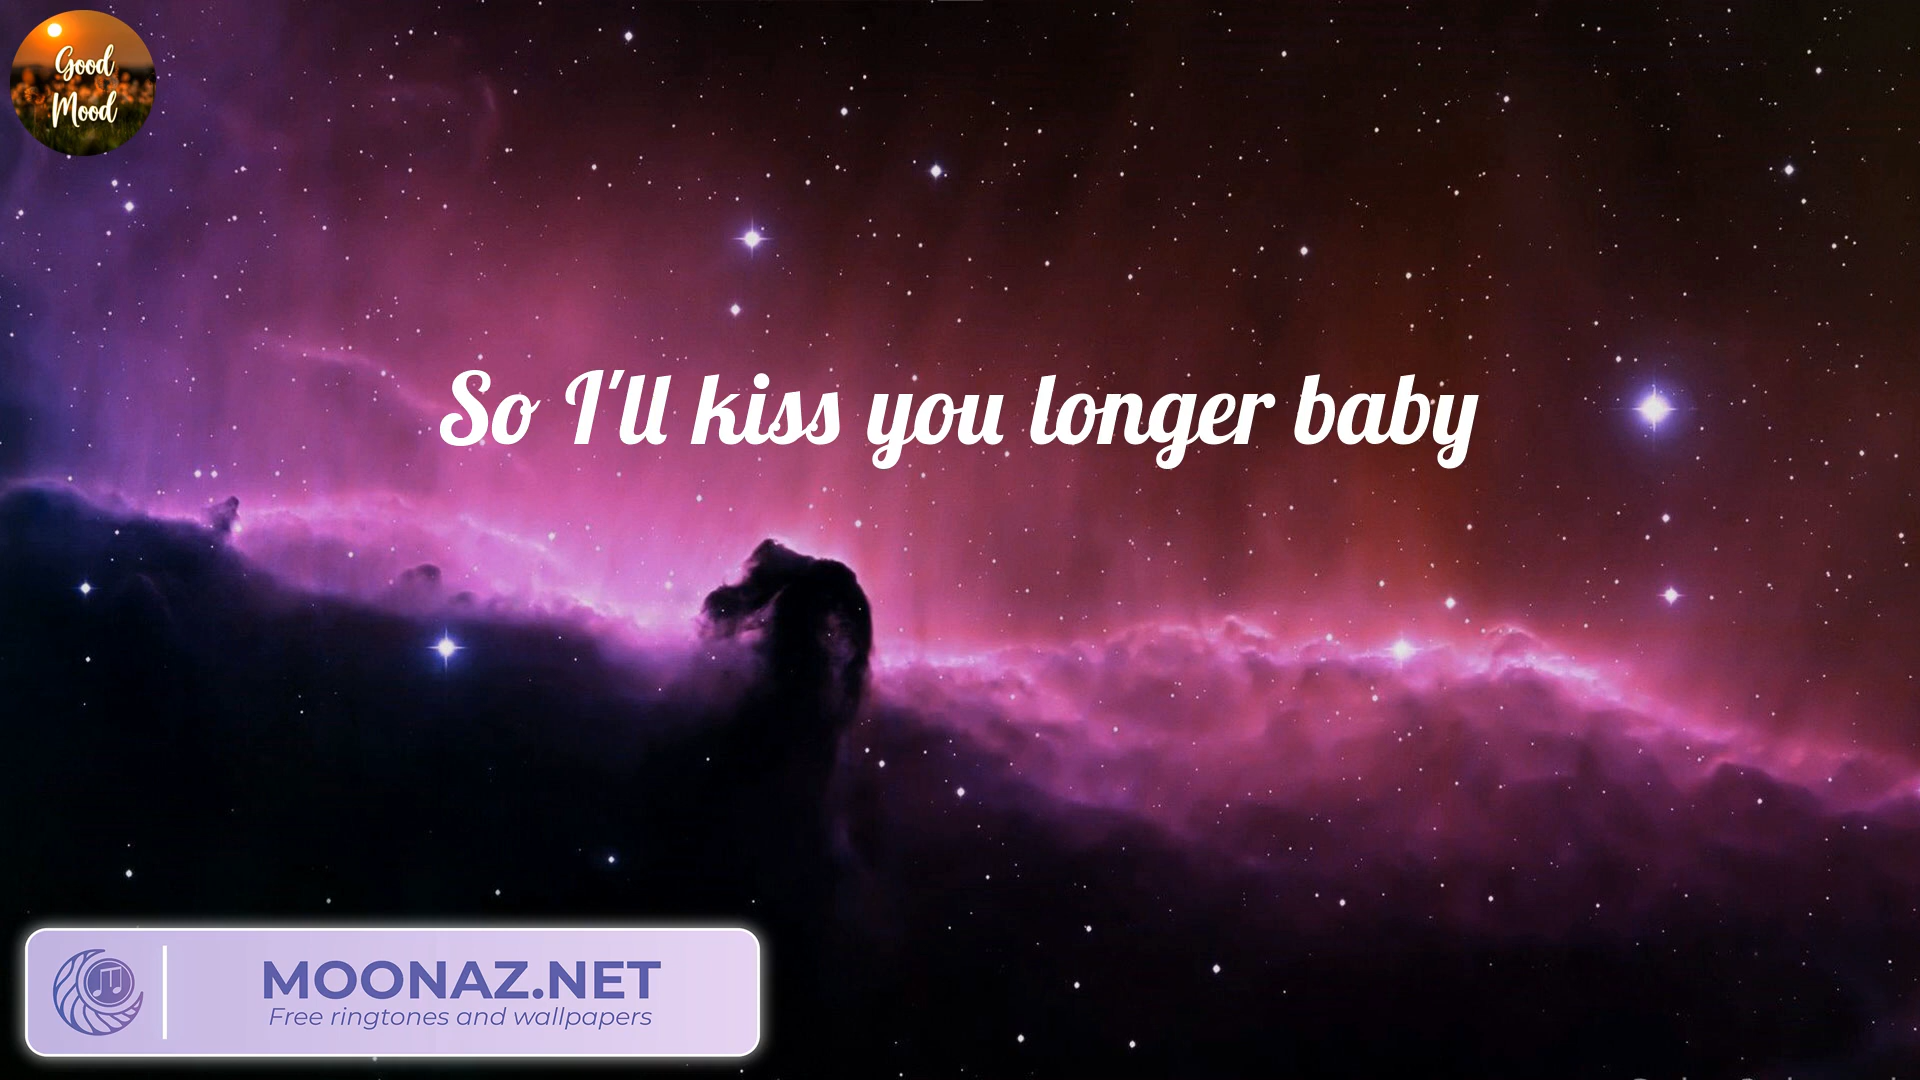 Good
Mood
So I'll kiss you longer baby
MOONAZ.NET
Free ringtones and wallpapers